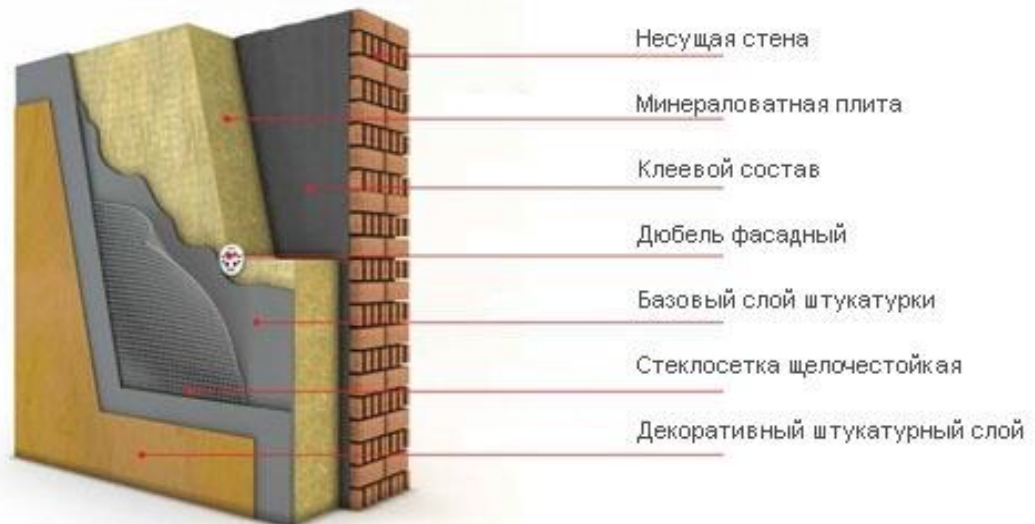 Несущая стена
Минераловатная плита
Клеевой состав
Дюбель фасадный
Базовый слой штукатурки
Стеклосетка щелочестойкая
Декоративный штукатурный слой